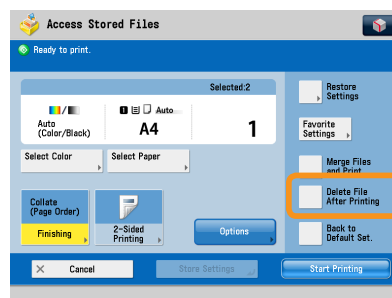 Access Stored Files
Ready to print.
Selected:2
Restore
Settings
Auto
Auto
(Color/Black)
A4
1
Favorite
Settings
Select Color
Select Paper
Merge Files
and Print
Delete File
After Printing
Collate
(Page Order)
Finishing
2-Sided
Printing
Options
Back to
Default Set.
Cancel
Store Settings
Start Printing